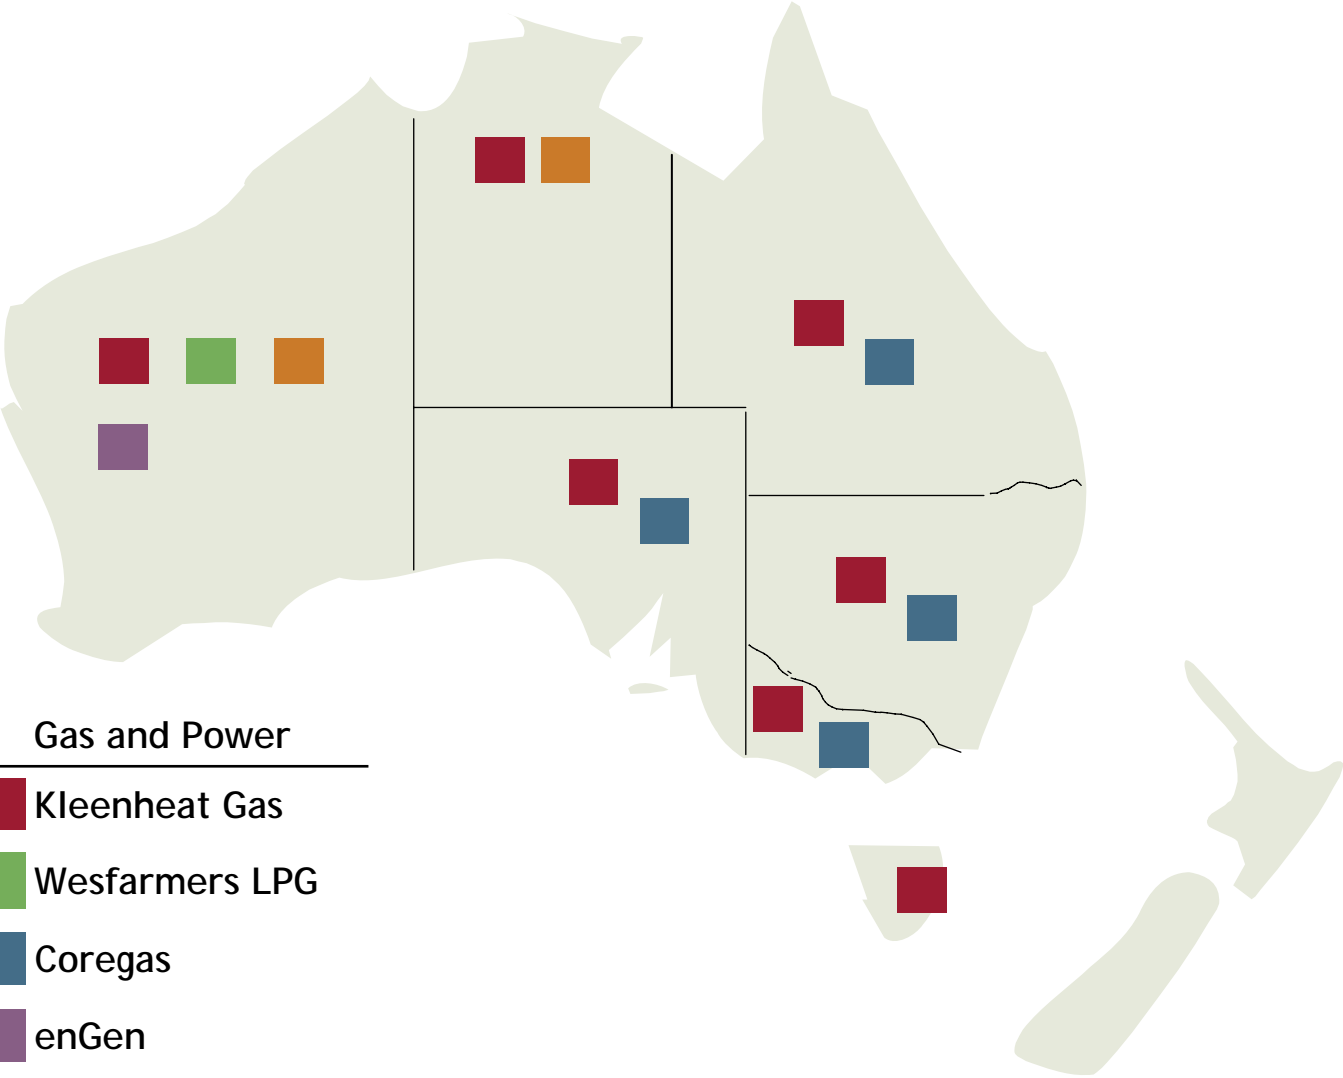 Gas and Power
Kleenheat Gas
Wesfarmers LPG
Coregas
enGen